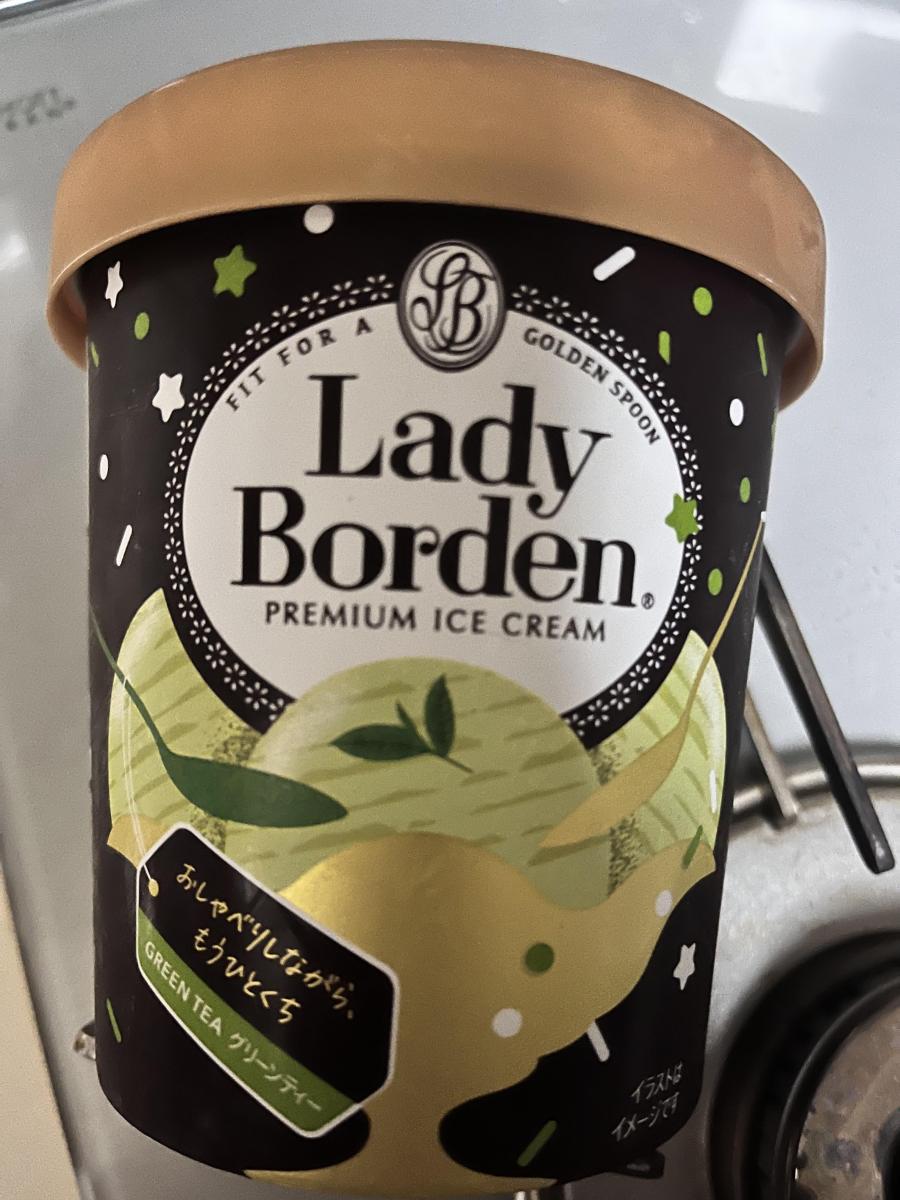 LB
FIT FOR A
GOLDEN SPOON
Lady
Borden®
PREMIUM ICE CREAM
おしゃべりしながら、
もうひとくち
GREEN TEA グリーンティー
イラストは
イメージです